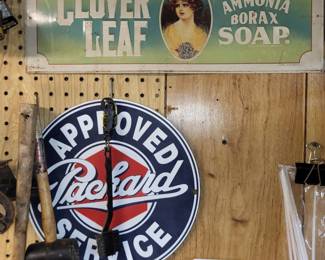 CLOVER
LEAF
AMMONIA
BORAX
SOAP.
APPROVED
Packard
SERVICE